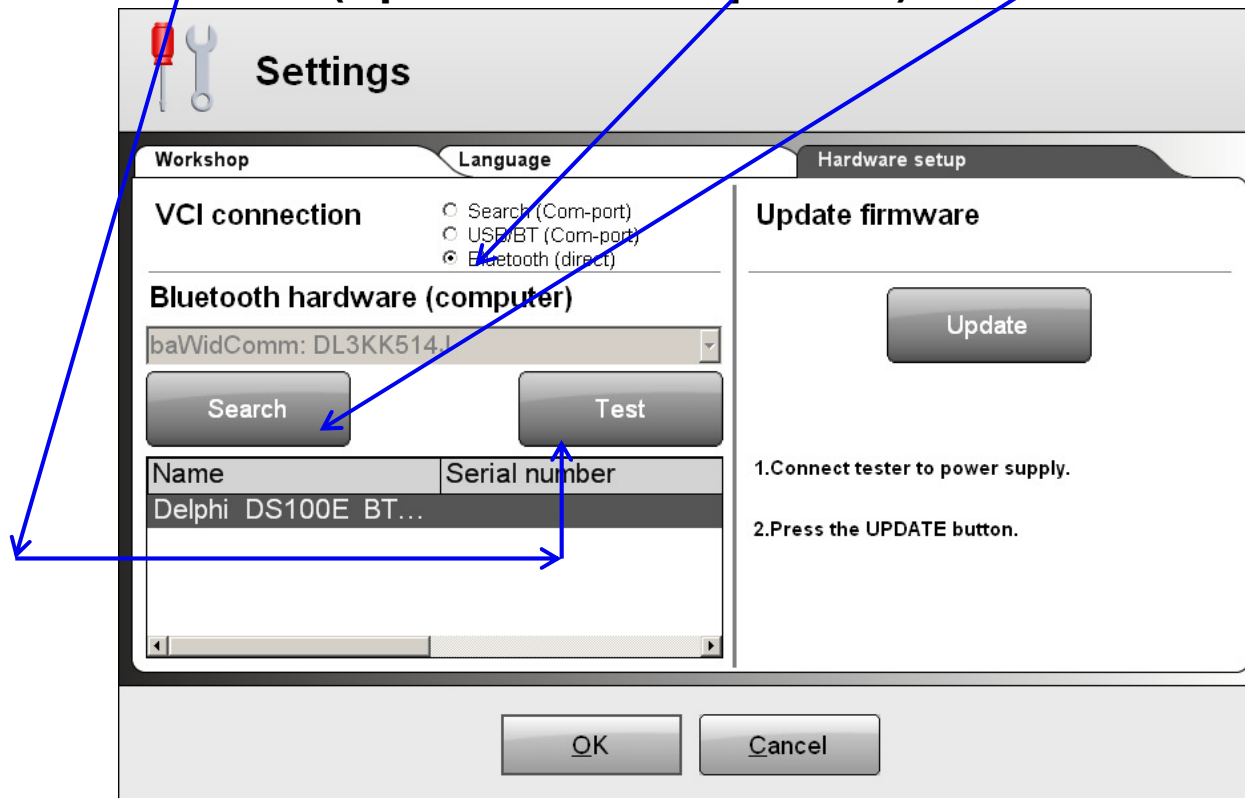 Settings
Workshop
Language
Hardware setup
VCI connection
Search (Com-port)
USB/BT (Com-port)
Bluetooth (direct)
Update firmware
Bluetooth hardware (computer)
baWidComm: DL3KK514J
Update
Search
Test
Name Serial number
Delphi DS100E BT...
1.Connect tester to power supply.
2.Press the UPDATE button.
OK
Cancel